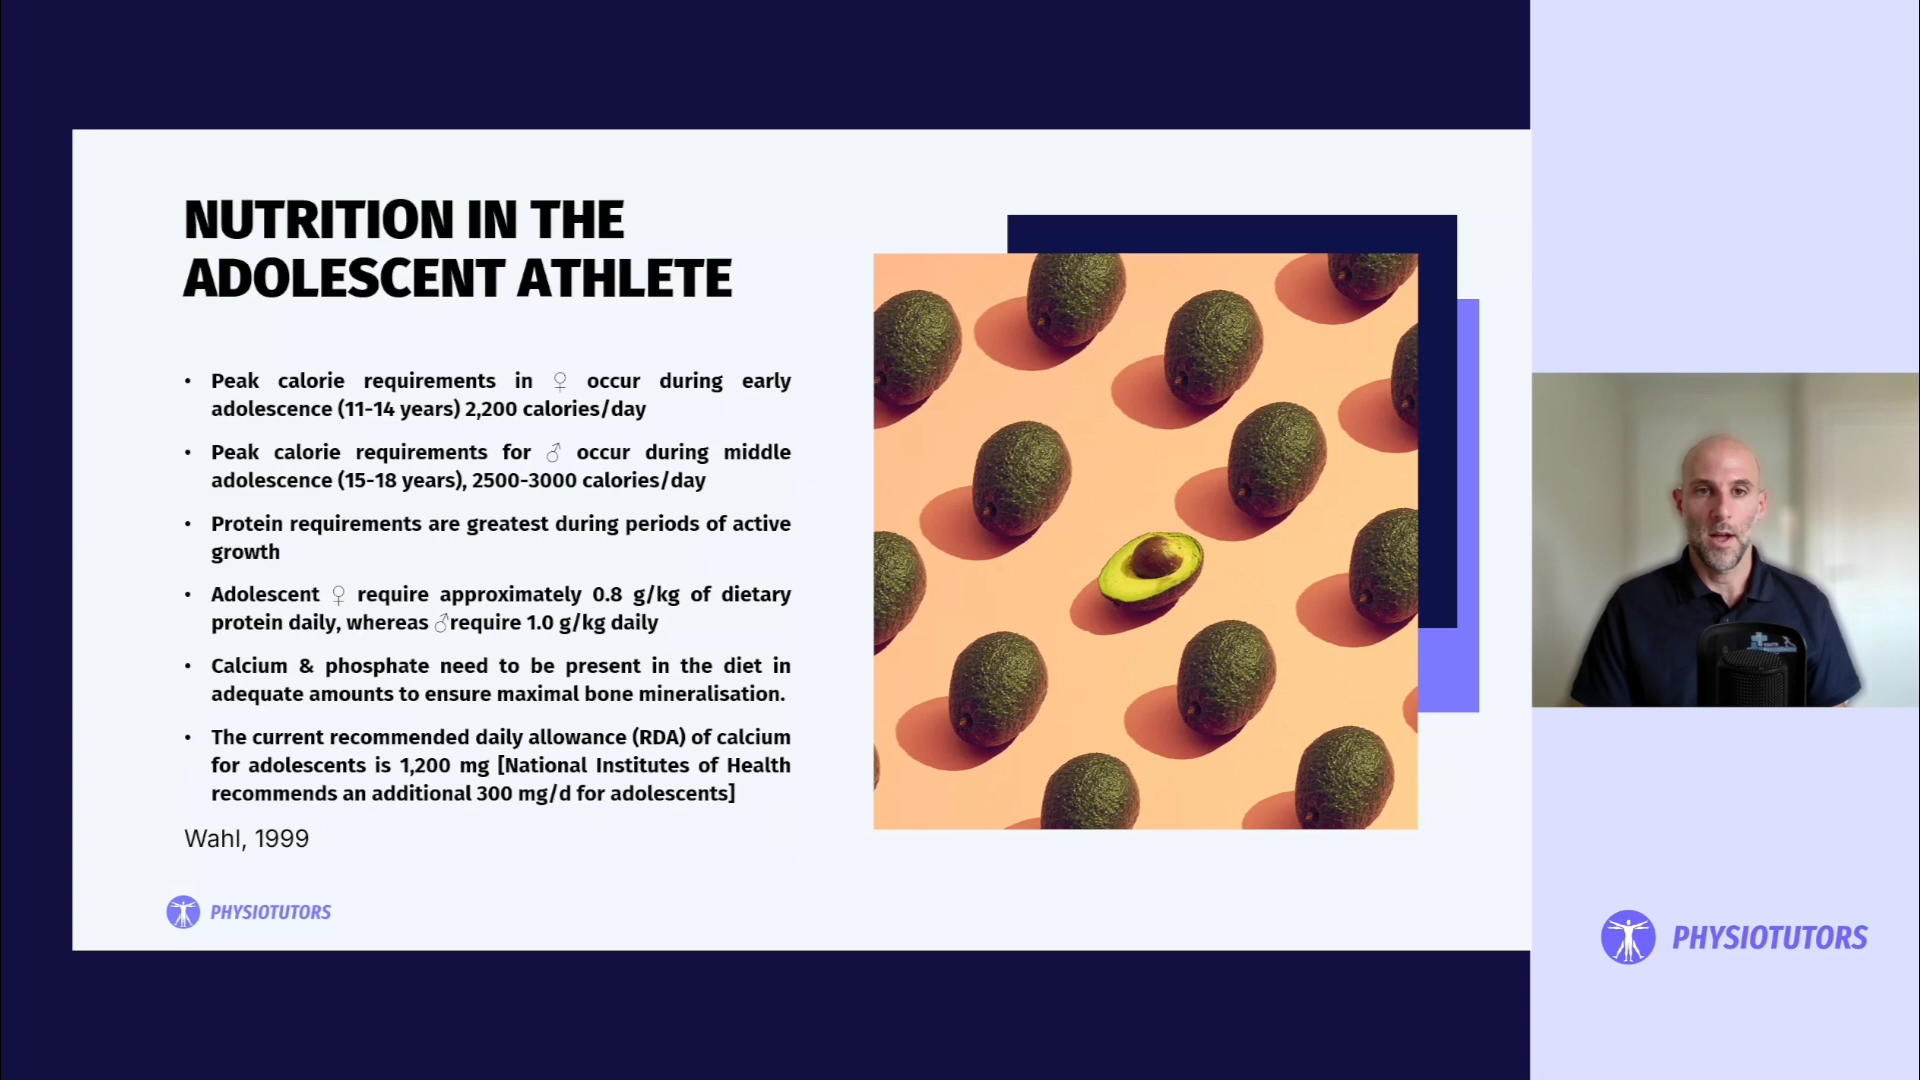 NUTRITION IN THE
ADOLESCENT ATHLETE
• Peak calorie requirements in ♀ occur during early
adolescence (11-14 years) 2,200 calories/day
• Peak calorie requirements for ♂ occur during middle
adolescence (15-18 years), 2500-3000 calories/day
• Protein requirements are greatest during periods of active
growth
• Adolescent ♀ require approximately 0.8 g/kg of dietary
protein daily, whereas ♂require 1.0 g/kg daily
• Calcium & phosphate need to be present in the diet in
adequate amounts to ensure maximal bone mineralisation.
• The current recommended daily allowance (RDA) of calcium
for adolescents is 1,200 mg [National Institutes of Health
recommends an additional 300 mg/d for adolescents]
Wahl, 1999
PHYSIOTUTORS
PHYSIOTUTORS